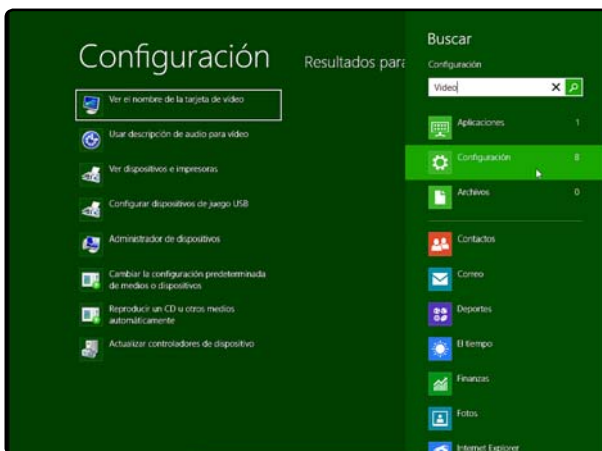 Configuración
Resultados para
Ver el nombre de la tarjeta de vídeo
Usar descripción de audio para vídeo
Ver dispositivos e impresoras
Configurar dispositivos de juego USB
Administrador de dispositivos
Cambiar la configuración predeterminada
de medios o dispositivos
Reproducir un CD u otros medios
automáticamente
Actualizar controladores de dispositivo
Buscar
Configuración
Video
Aplicaciones 1
Configuración 8
Archivos 0
Contactos
Correo
Deportes
El tiempo
Finanzas
Fotos
Internet Explorer